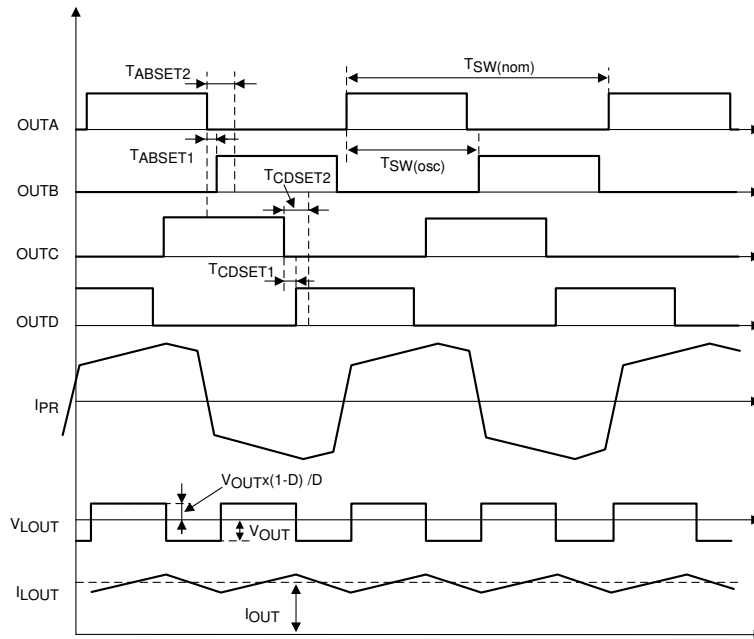 TABSET2
TSW(nom)
OUTA
TABSET1
TSW(osc)
OUTB
TCDSET2
OUTC
TCDSET1
OUTD
IPR
VOUTx(1-D) /D
VLOUT
VOUT
ILOUT
IOUT